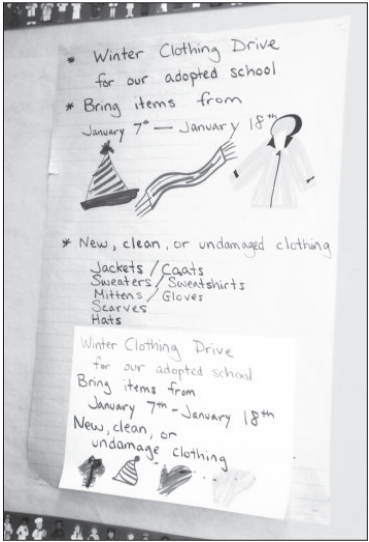 * Winter Clothing Drive
for our adopted school
* Bring items from
January 7th — January 18th
* New, clean, or undamaged clothing
Jackets / Coats
Sweaters / Sweatshirts
Mittens / Gloves
Scarves
Hats
Winter Clothing Drive
for our adopted school
Bring items from
January 7th - January 18th
New, clean, or
undamage clothing